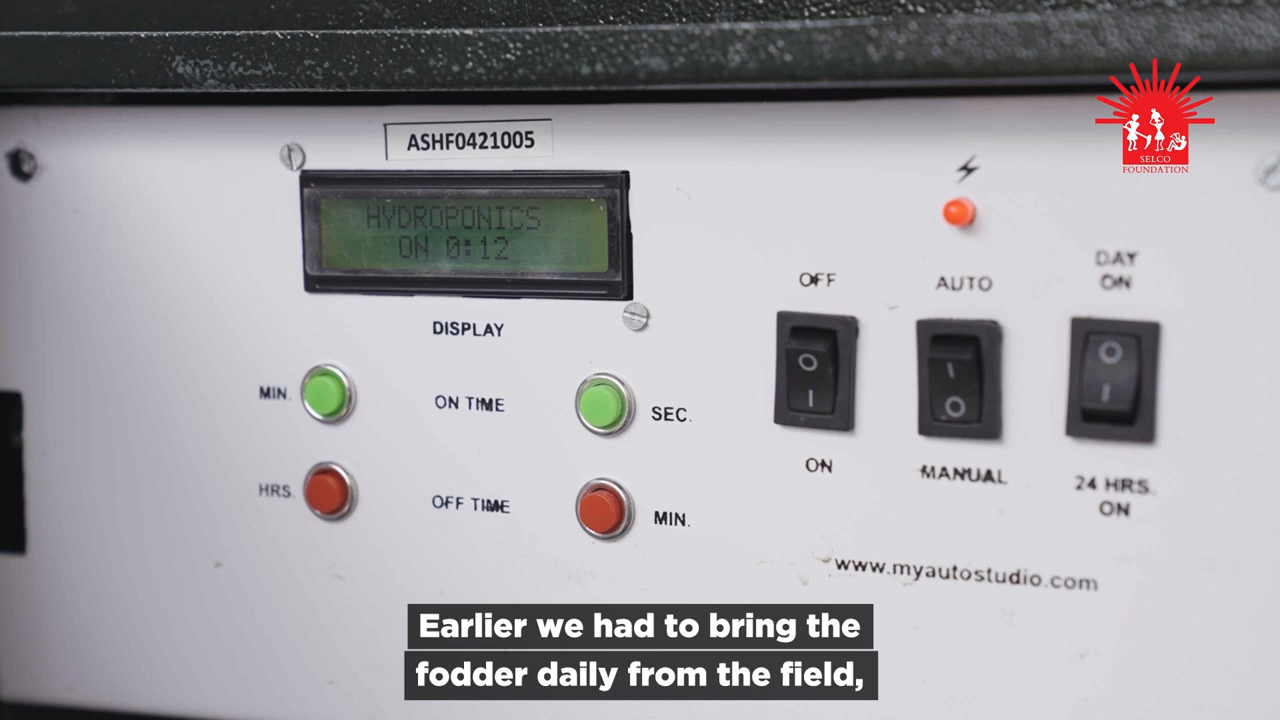 ASHF0421005
HYDROPONICS
ON 0:12
DISPLAY
MIN.
ON TIME
SEC.
HRS.
OFF TIME
MIN.
OFF
AUTO
DAY
ON
ON
MANUAL
24 HRS.
ON
www.myautostudio.com
SELCO
FOUNDATION
Earlier we had to bring the
fodder daily from the field,